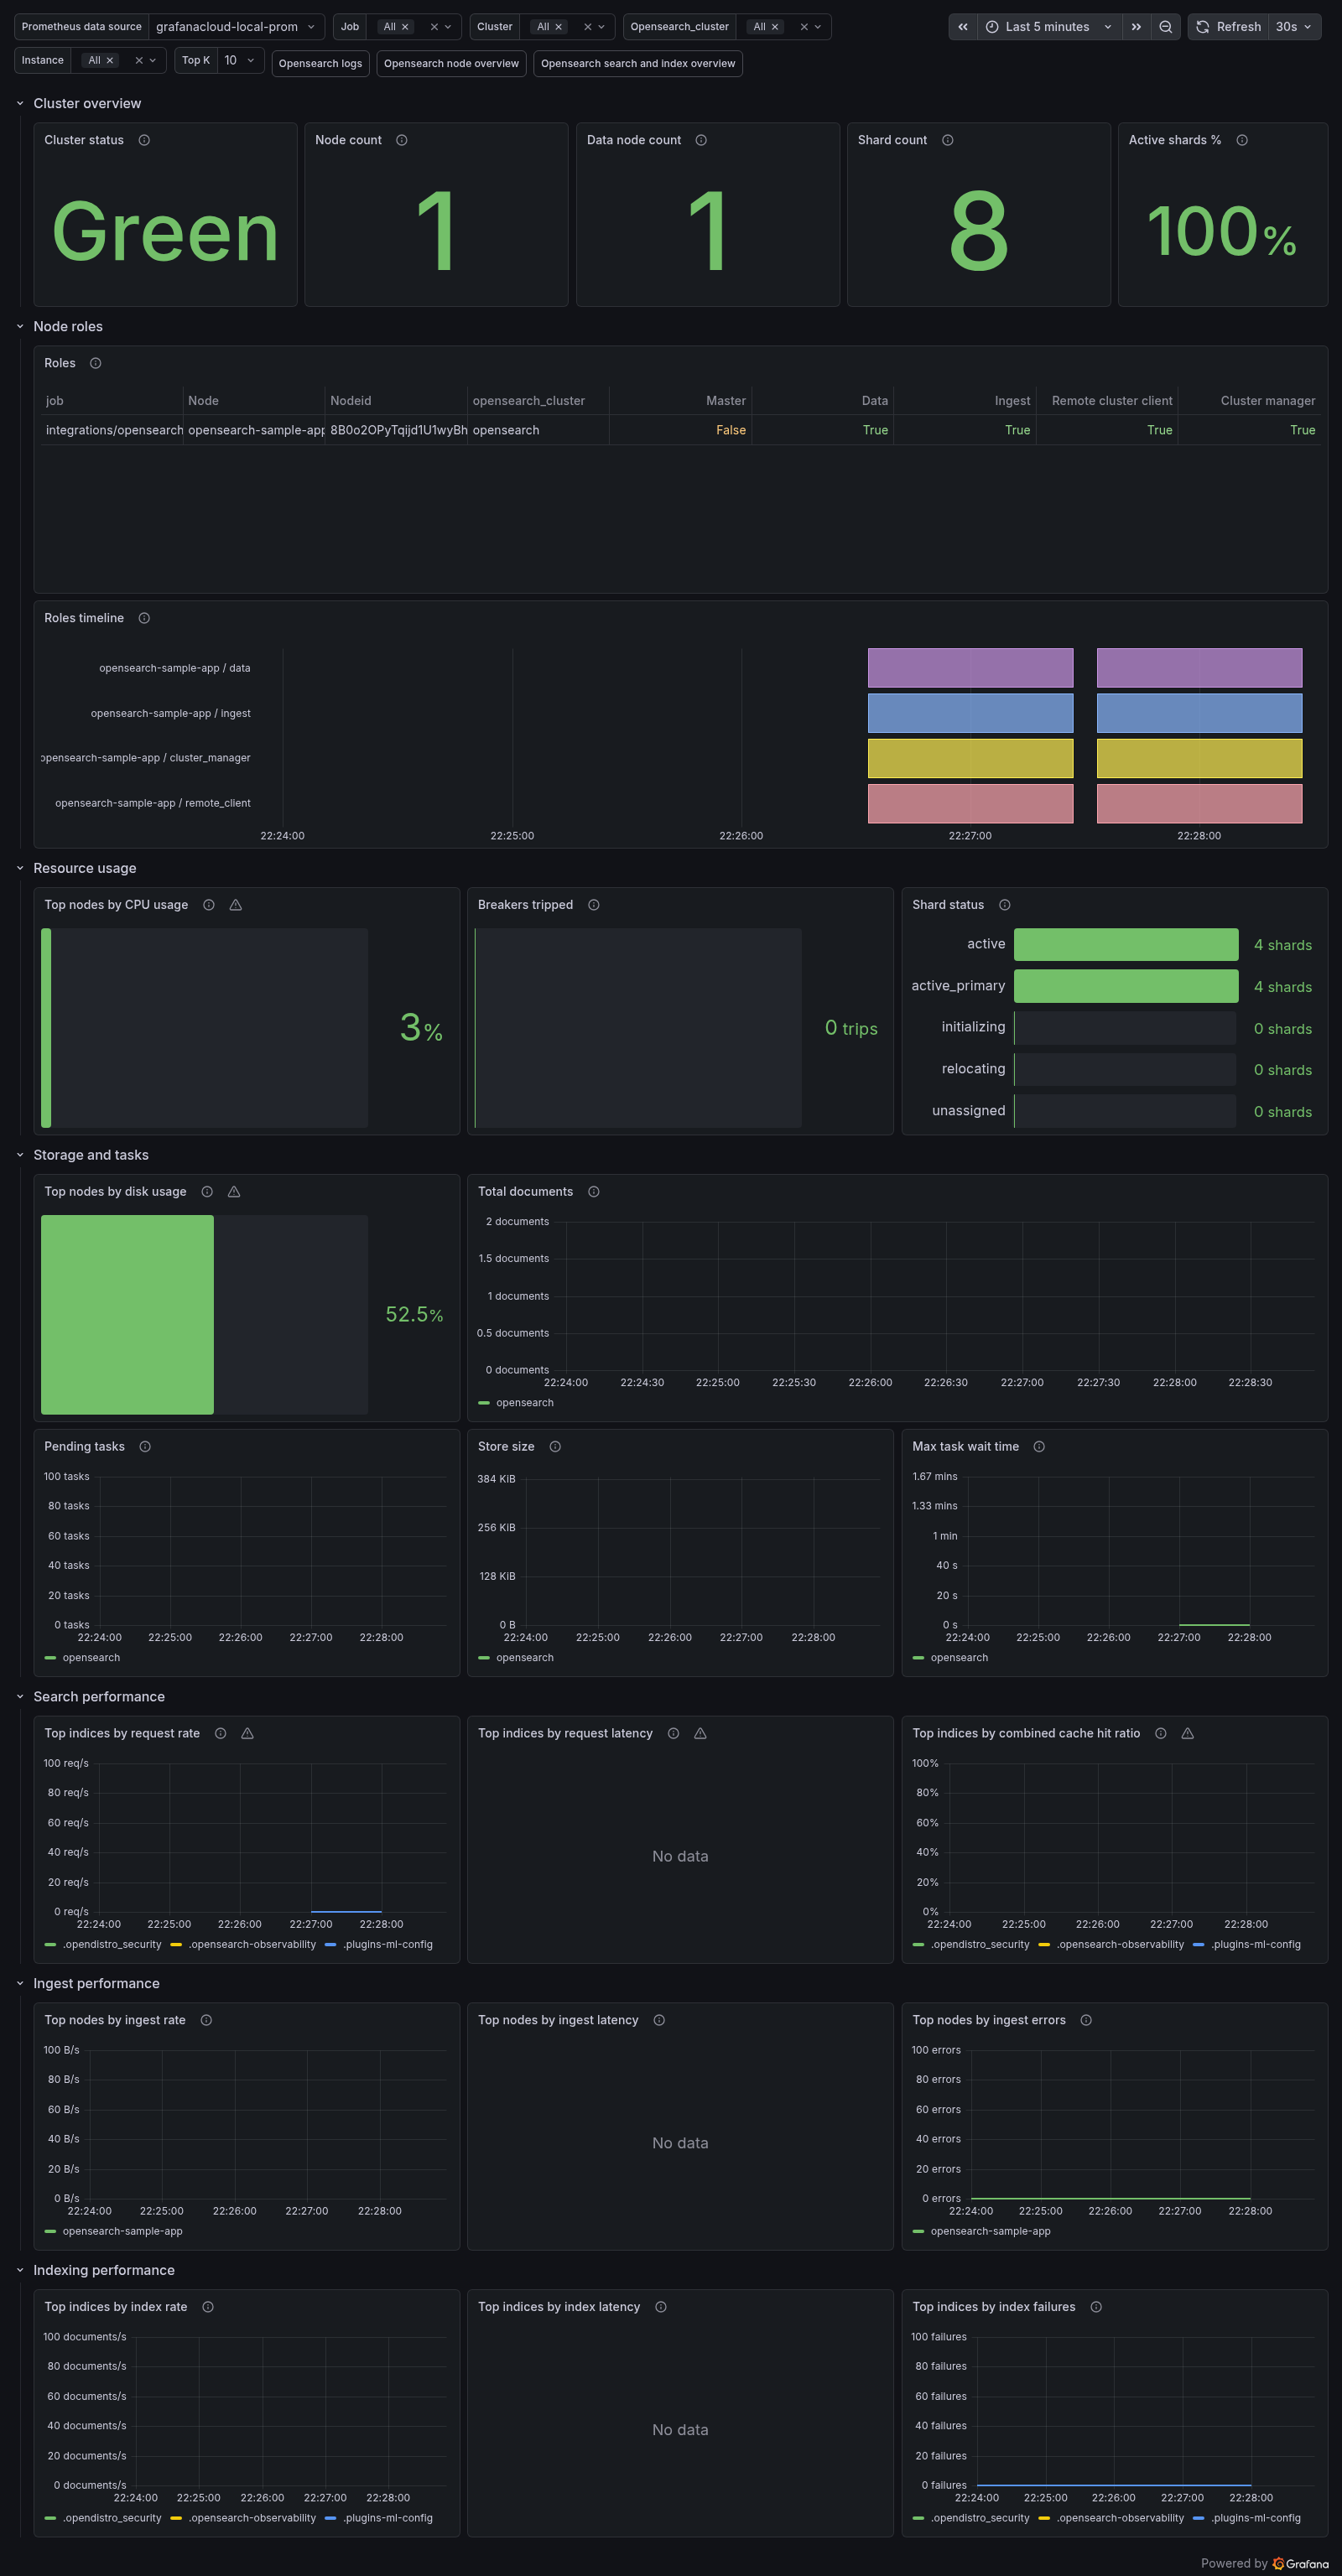 Prometheus data source grafanacloud-local-prom Job All Cluster All Opensearch_cluster All Last 5 minutes Refresh 30s
Instance All Top K 10 Opensearch logs Opensearch node overview Opensearch search and index overview
Cluster overview
Cluster status Node count Data node count Shard count Active shards %
Green 1 1 8 100%
Node roles
Roles
job Node Nodeid opensearch_cluster Master Data Ingest Remote cluster client Cluster manager
integrations/opensearch opensearch-sample-app 8B0o2OPyTqijd1U1wyBh opensearch False True True True True
Roles timeline
opensearch-sample-app / data
opensearch-sample-app / ingest
opensearch-sample-app / cluster_manager
opensearch-sample-app / remote_client
22:24:00 22:25:00 22:26:00 22:27:00 22:28:00
Resource usage
Top nodes by CPU usage
3%
Breakers tripped
0 trips
Shard status
active 4 shards
active_primary 4 shards
initializing 0 shards
relocating 0 shards
unassigned 0 shards
Storage and tasks
Top nodes by disk usage
52.5%
Total documents
2 documents
1.5 documents
1 documents
0.5 documents
0 documents
22:24:00 22:24:30 22:25:00 22:25:30 22:26:00 22:26:30 22:27:00 22:27:30 22:28:00 22:28:30
opensearch
Pending tasks
100 tasks
80 tasks
60 tasks
40 tasks
20 tasks
0 tasks
22:24:00 22:25:00 22:26:00 22:27:00 22:28:00
opensearch
Store size
384 KiB
256 KiB
128 KiB
0 B
22:24:00 22:25:00 22:26:00 22:27:00 22:28:00
opensearch
Max task wait time
1.67 mins
1.33 mins
1 min
40 s
20 s
0 s
22:24:00 22:25:00 22:26:00 22:27:00 22:28:00
opensearch
Search performance
Top indices by request rate
100 req/s
80 req/s
60 req/s
40 req/s
20 req/s
0 req/s
22:24:00 22:25:00 22:26:00 22:27:00 22:28:00
.opendistro_security .opensearch-observability .plugins-ml-config
Top indices by request latency
No data
Top indices by combined cache hit ratio
100%
80%
60%
40%
20%
0%
22:24:00 22:25:00 22:26:00 22:27:00 22:28:00
.opendistro_security .opensearch-observability .plugins-ml-config
Ingest performance
Top nodes by ingest rate
100 B/s
80 B/s
60 B/s
40 B/s
20 B/s
0 B/s
22:24:00 22:25:00 22:26:00 22:27:00 22:28:00
opensearch-sample-app
Top nodes by ingest latency
No data
Top nodes by ingest errors
100 errors
80 errors
60 errors
40 errors
20 errors
0 errors
22:24:00 22:25:00 22:26:00 22:27:00 22:28:00
opensearch-sample-app
Indexing performance
Top indices by index rate
100 documents/s
80 documents/s
60 documents/s
40 documents/s
20 documents/s
0 documents/s
22:24:00 22:25:00 22:26:00 22:27:00 22:28:00
.opendistro_security .opensearch-observability .plugins-ml-config
Top indices by index latency
No data
Top indices by index failures
100 failures
80 failures
60 failures
40 failures
20 failures
0 failures
22:24:00 22:25:00 22:26:00 22:27:00 22:28:00
.opendistro_security .opensearch-observability .plugins-ml-config
Powered by Grafana